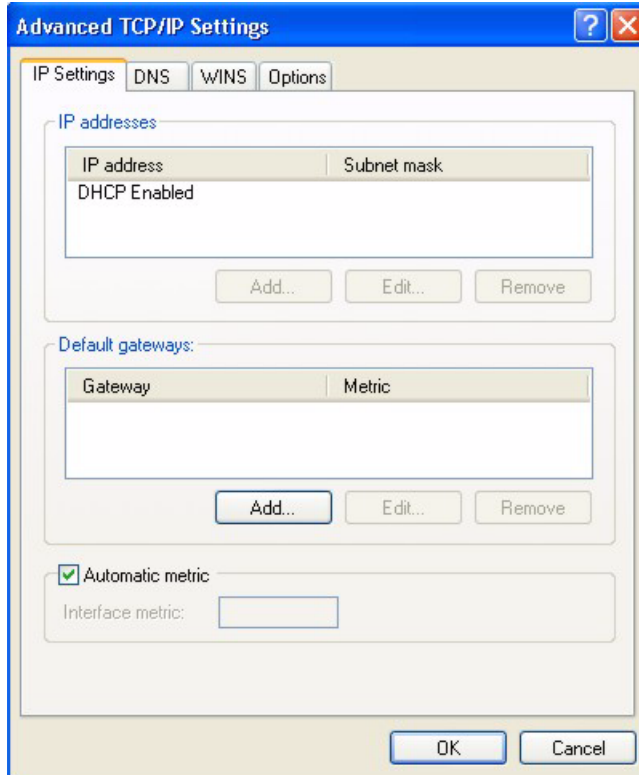 Advanced TCP/IP Settings
IP Settings DNS WINS Options
IP addresses
IP address Subnet mask
DHCP Enabled
Add... Edit... Remove
Default gateways:
Gateway Metric
Add... Edit... Remove
Automatic metric
Interface metric:
OK Cancel